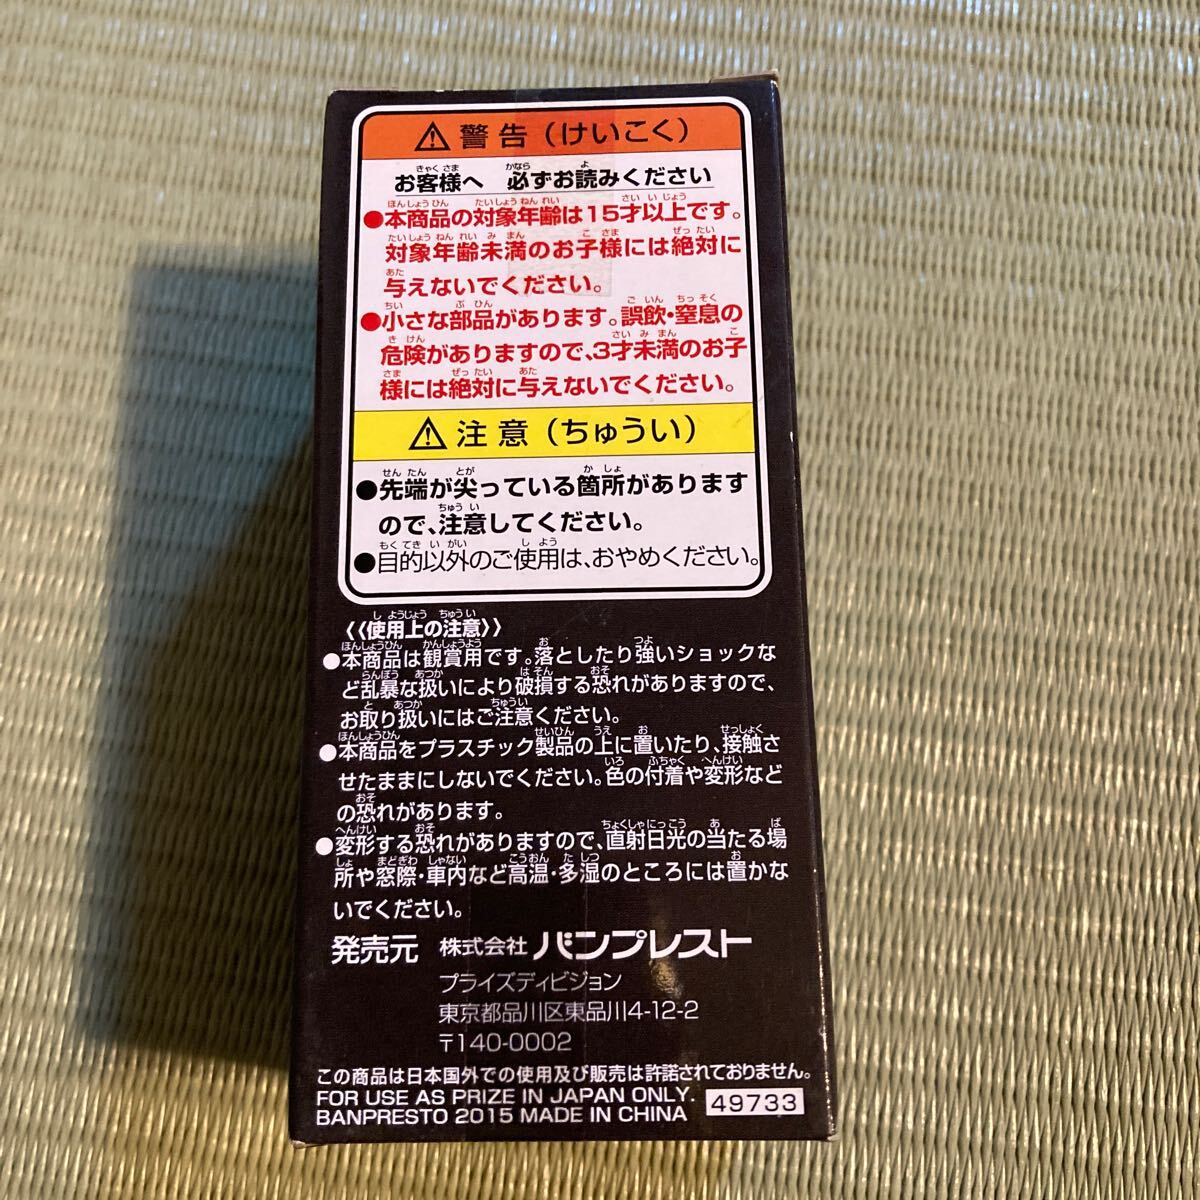 ⚠警告（けいこく）
お客様へ 必ずお読みください
●本商品の対象年齢は15才以上です。
対象年齢未満のお子様には絶対に
与えないでください。
●小さな部品があります。誤飲・窒息の
危険がありますので、3才未満のお子
様には絶対に与えないでください。
⚠注意（ちゅうい）
●先端が尖っている箇所があります
ので、注意してください。
●目的以外のご使用は、おやめください。
《使用上の注意》
●本商品は観賞用です。落としたり強いショックな
ど乱暴な扱いにより破損する恐れがありますので、
お取り扱いにはご注意ください。
●本商品をプラスチック製品の上に置いたり、接触さ
せたままにしないでください。色の付着や変形など
の恐れがあります。
●変形する恐れがありますので、直射日光の当たる場
所や窓際・車内など高温・多湿のところには置かな
いでください。
発売元 株式会社 バンプレスト
プライズディビジョン
東京都品川区東品川4-12-2
〒140-0002
この商品は日本国外での使用及び販売は許諾されておりません。
FOR USE AS PRIZE IN JAPAN ONLY.
BANPRESTO 2015 MADE IN CHINA 49733